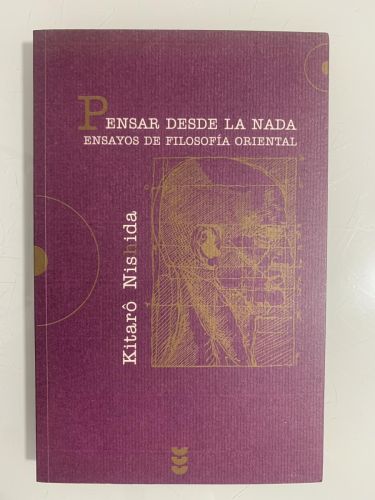 PENSAR DESDE LA NADA
ENSAYOS DE FILOSOFÍA ORIENTAL
Kitarô Nishida